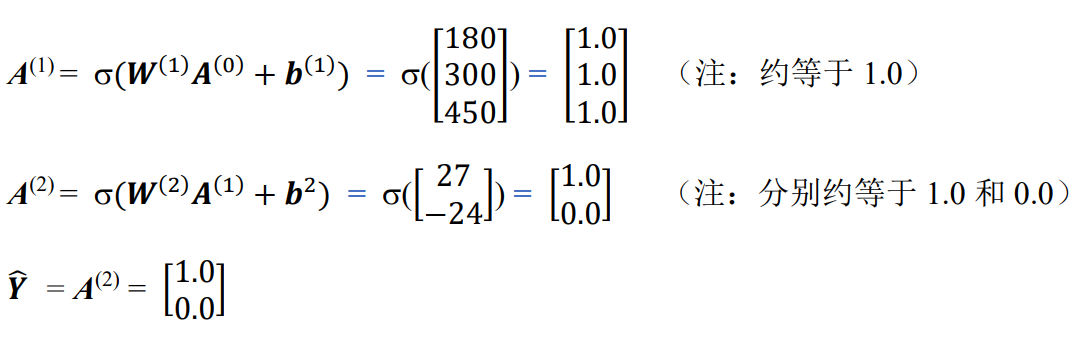 A⁽¹⁾ = σ(W⁽¹⁾A⁽⁰⁾ + b⁽¹⁾) = σ([180 300 450]) = [1.0 1.0 1.0] （注：约等于 1.0）
A⁽²⁾ = σ(W⁽²⁾A⁽¹⁾ + b²) = σ([27 −24]) = [1.0 0.0] （注：分别约等于 1.0 和 0.0）
Ŷ = A⁽²⁾ = [1.0 0.0]